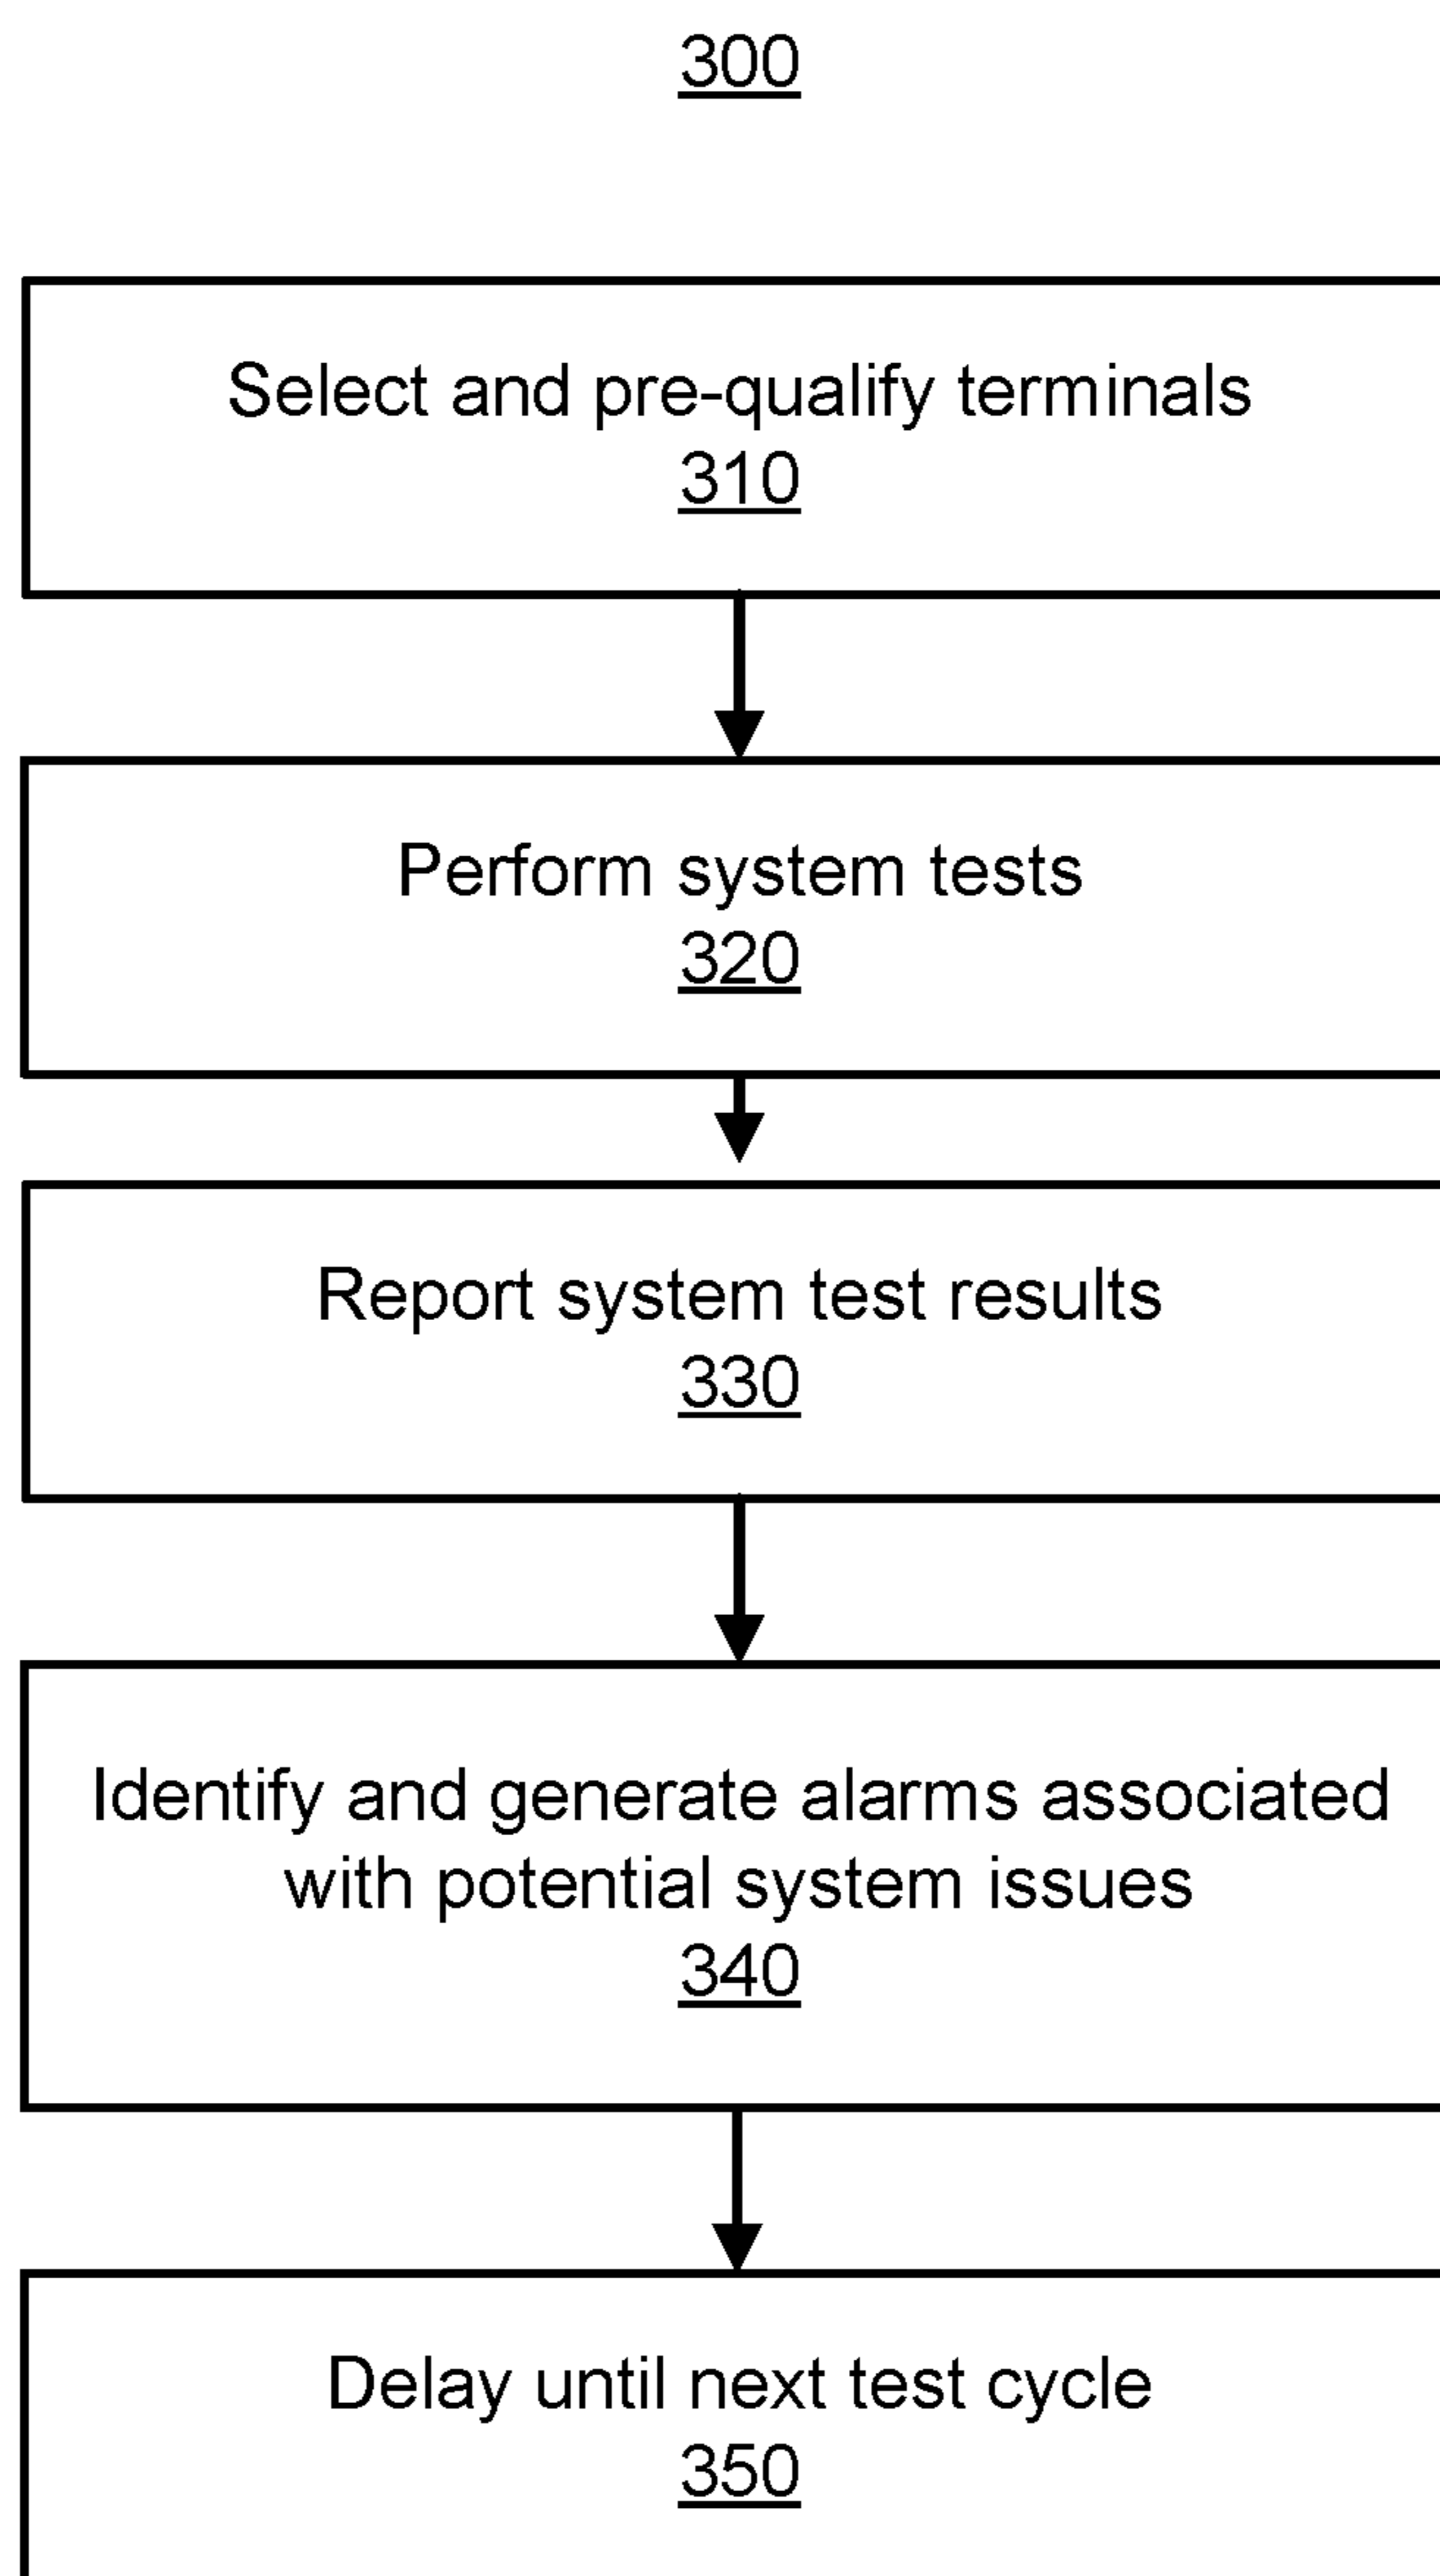 300
Select and pre-qualify terminals
310
Perform system tests
320
Report system test results
330
Identify and generate alarms associated
with potential system issues
340
Delay until next test cycle
350